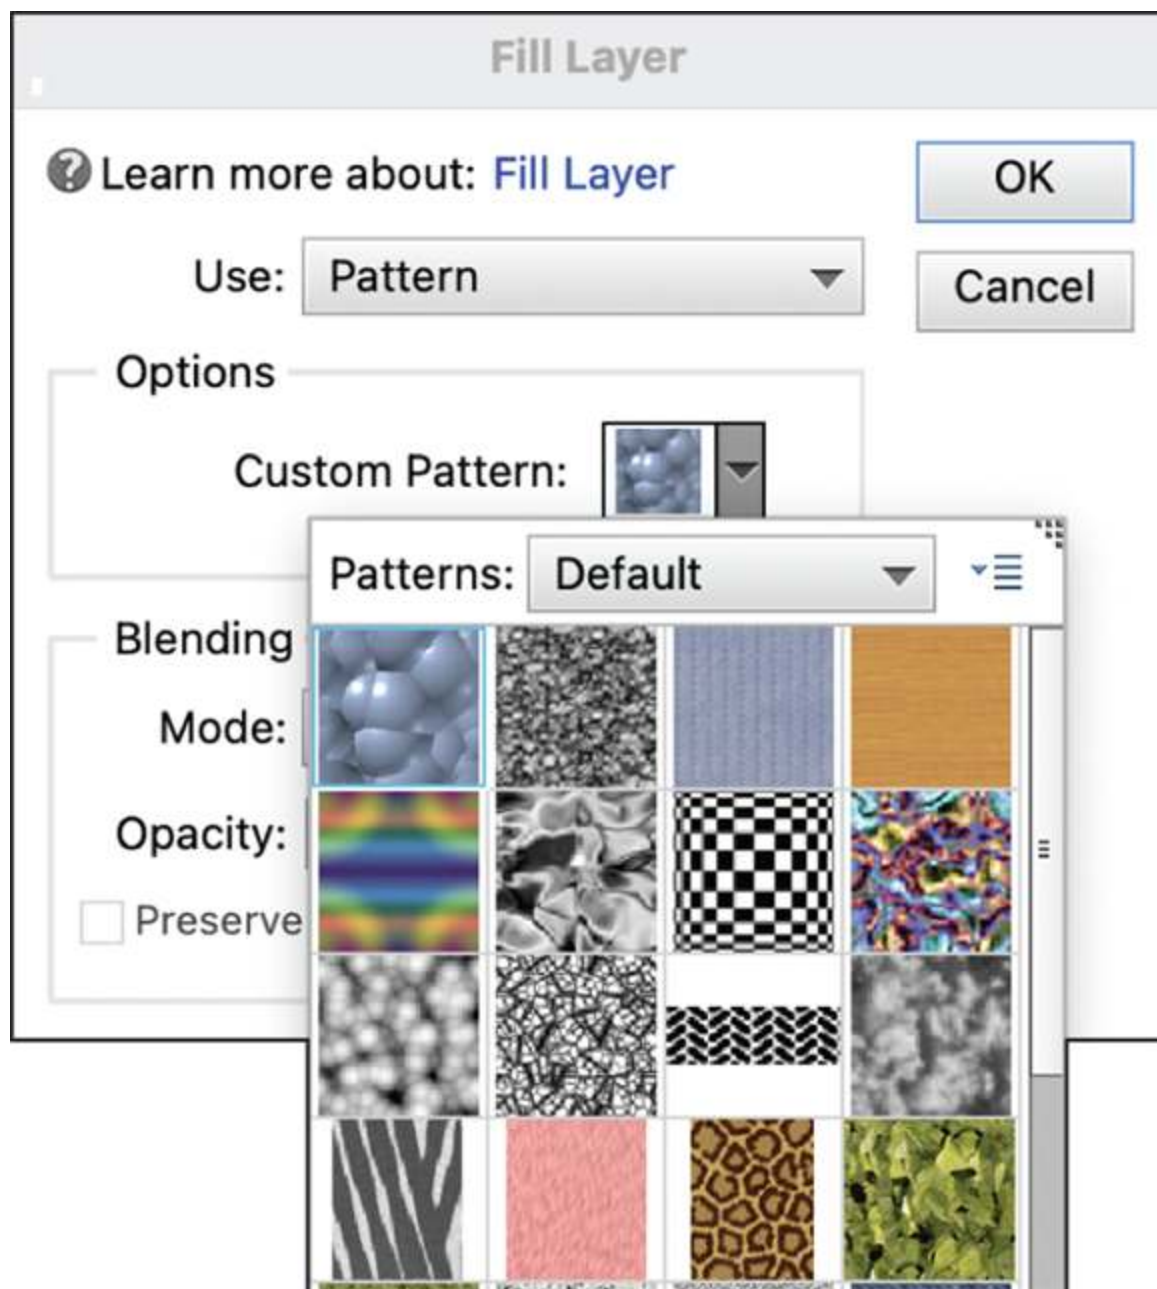 Fill Layer
Learn more about: Fill Layer
OK
Use: Pattern
Cancel
Options
Custom Pattern:
Patterns: Default
Blending
Mode:
Opacity:
Preserve